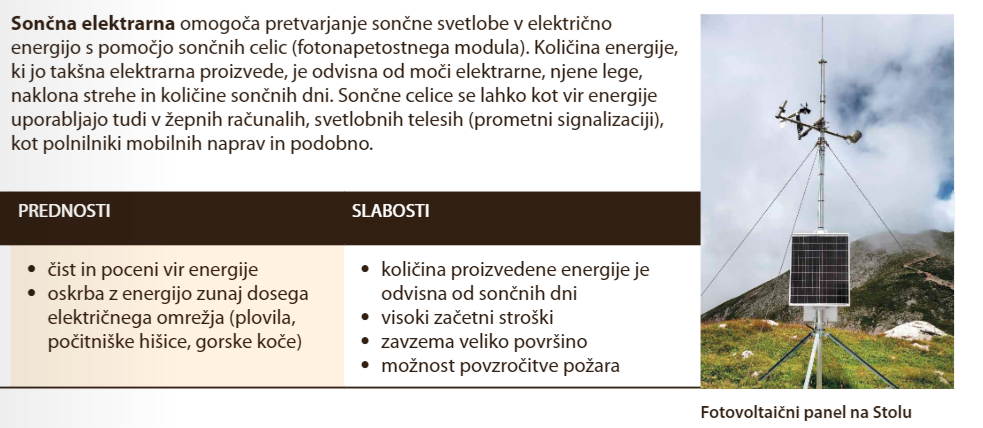 Sončna elektrarna omogoča pretvarjanje sončne svetlobe v električno
energijo s pomočjo sončnih celic (fotonapetostnega modula). Količina energije,
ki jo takšna elektrarna proizvede, je odvisna od moči elektrarne, njene lege,
naklona strehe in količine sončnih dni. Sončne celice se lahko kot vir energije
uporabljajo tudi v žepnih računalih, svetlobnih telesih (prometni signalizaciji),
kot polnilniki mobilnih naprav in podobno.
PREDNOSTI
• čist in poceni vir energije
• oskrba z energijo zunaj dosega
električnega omrežja (plovila,
počitniške hišice, gorske koče)
SLABOSTI
• količina proizvedene energije je
odvisna od sončnih dni
• visoki začetni stroški
• zavzema veliko površino
• možnost povzročitve požara
Fotovoltaični panel na Stolu